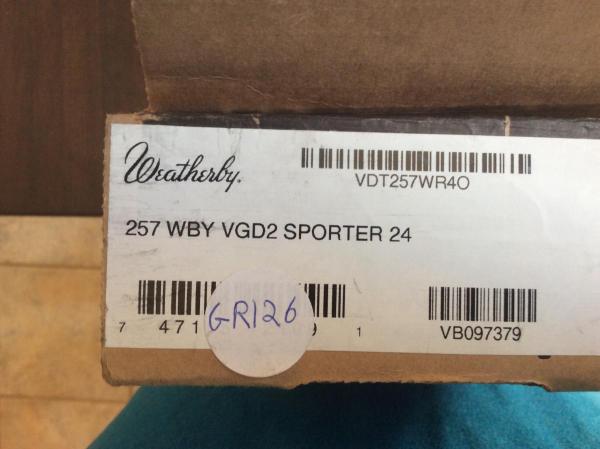 Weatherby.
VDT257WR4O
257 WBY VGD2 SPORTER 24
7 471 9 1
GR126
VB097379